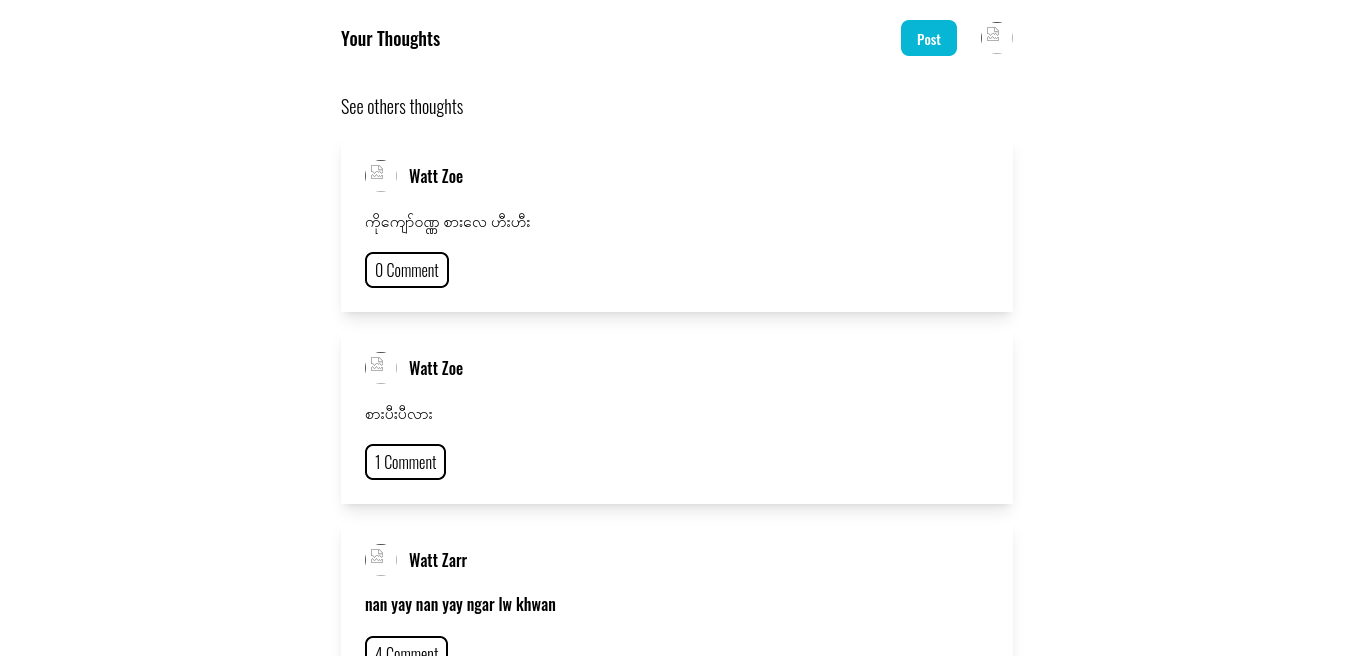 Your Thoughts
Post
See others thoughts
Watt Zoe
ကိုကျော်ဝဏ္ဏ စားလေ ဟီးဟီး
0 Comment
Watt Zoe
စားပီးပီလား
1 Comment
Watt Zarr
nan yay nan yay ngar lw khwan
4 Comment